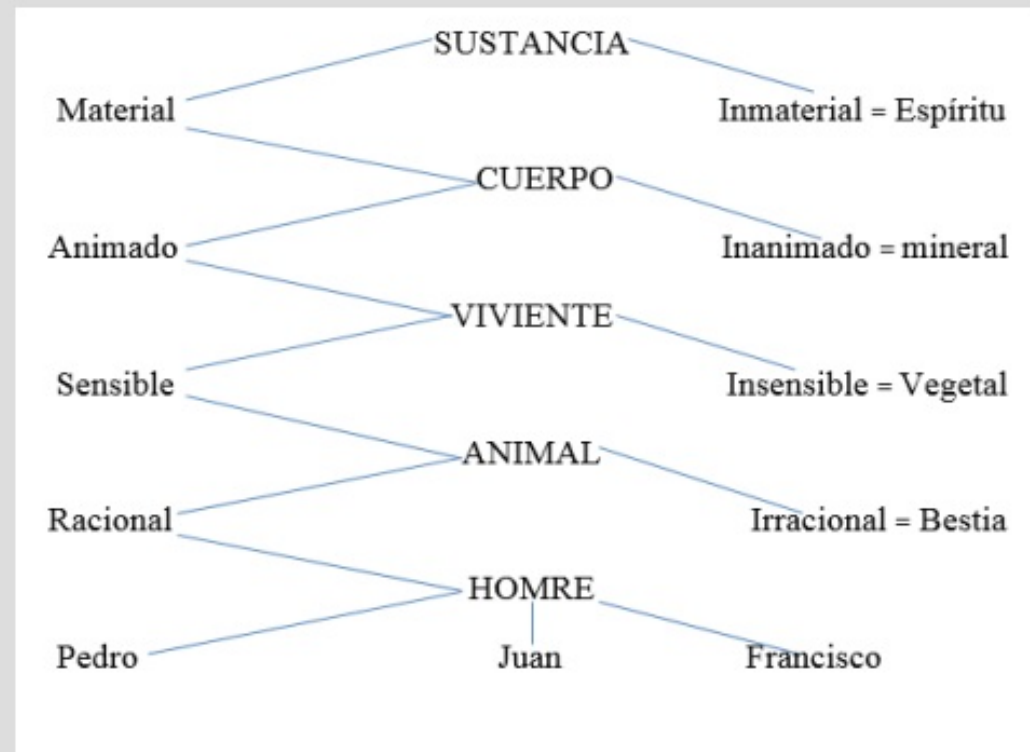 SUSTANCIA
Material Inmaterial = Espíritu
CUERPO
Animado Inanimado = mineral
VIVIENTE
Sensible Insensible = Vegetal
ANIMAL
Racional Irracional = Bestia
HOMRE
Pedro Juan Francisco